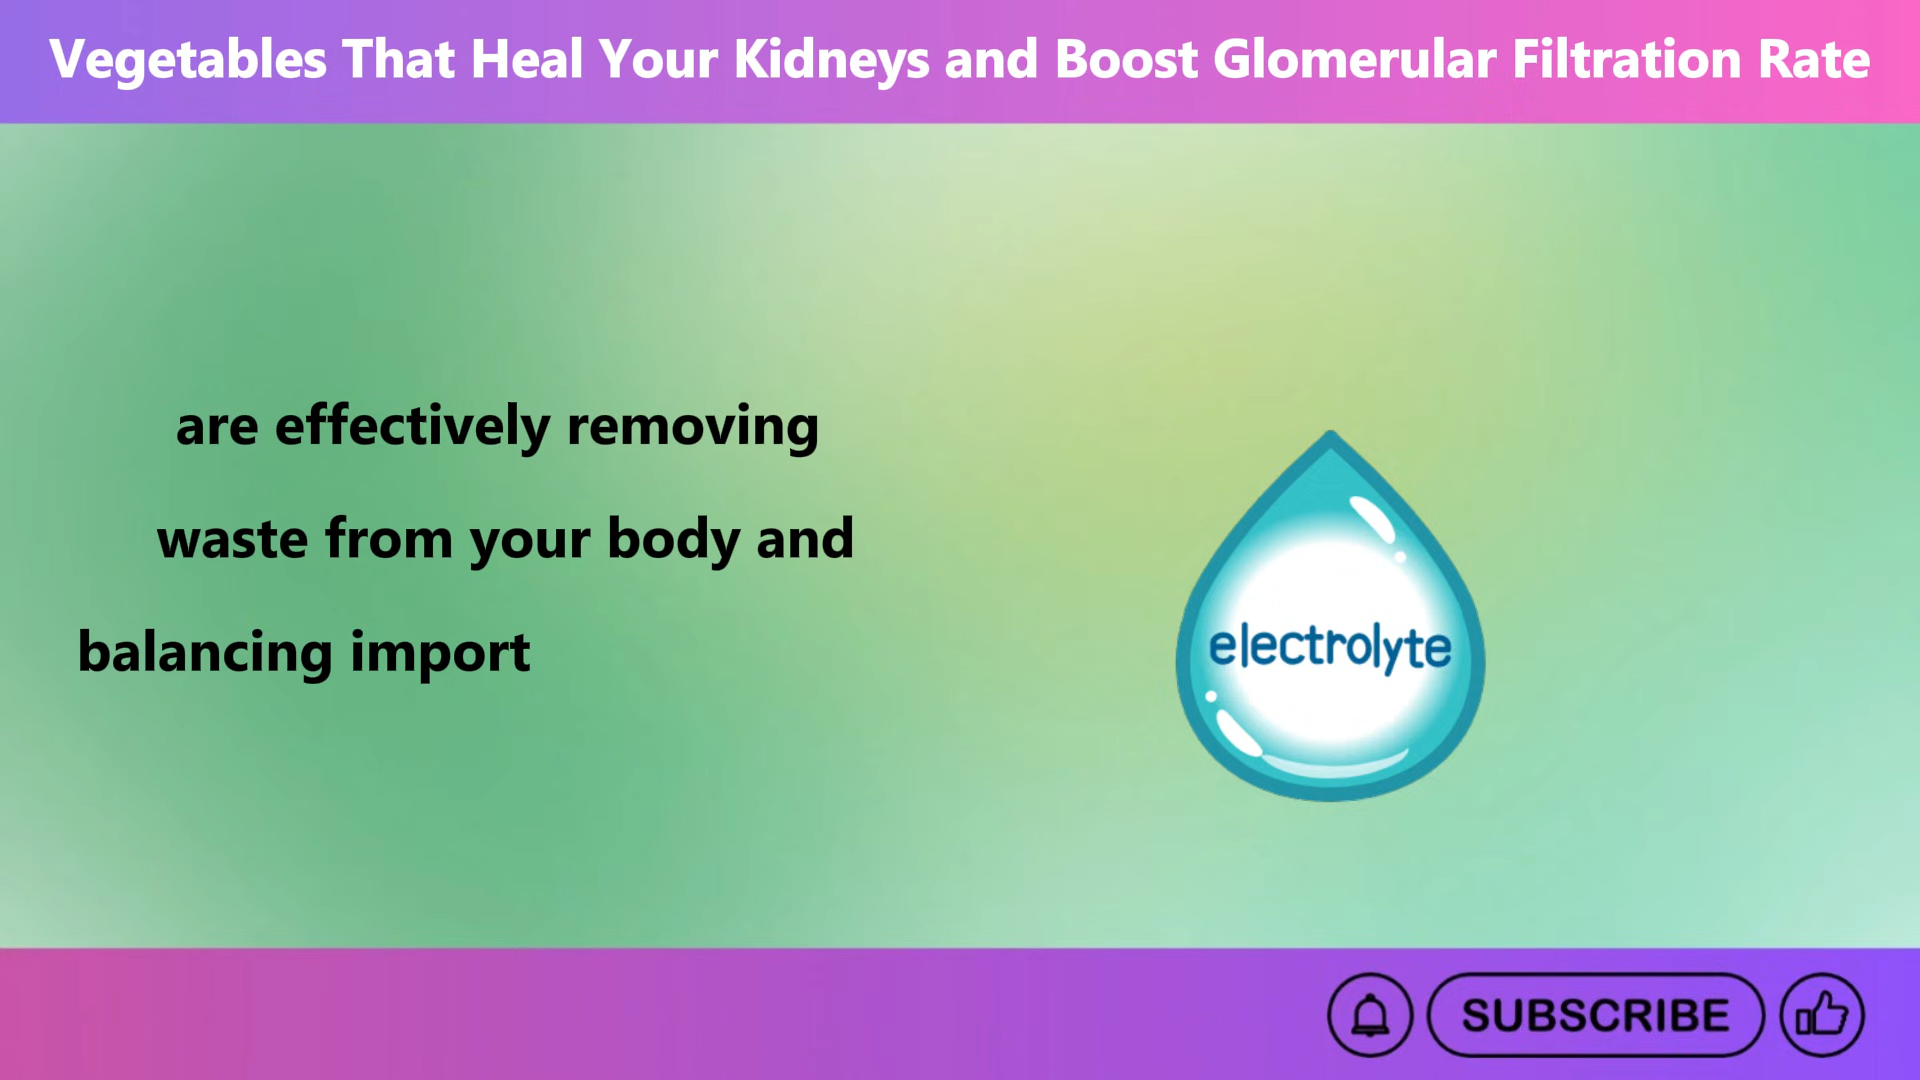 Vegetables That Heal Your Kidneys and Boost Glomerular Filtration Rate
are effectively removing
waste from your body and
balancing import
electrolyte
SUBSCRIBE